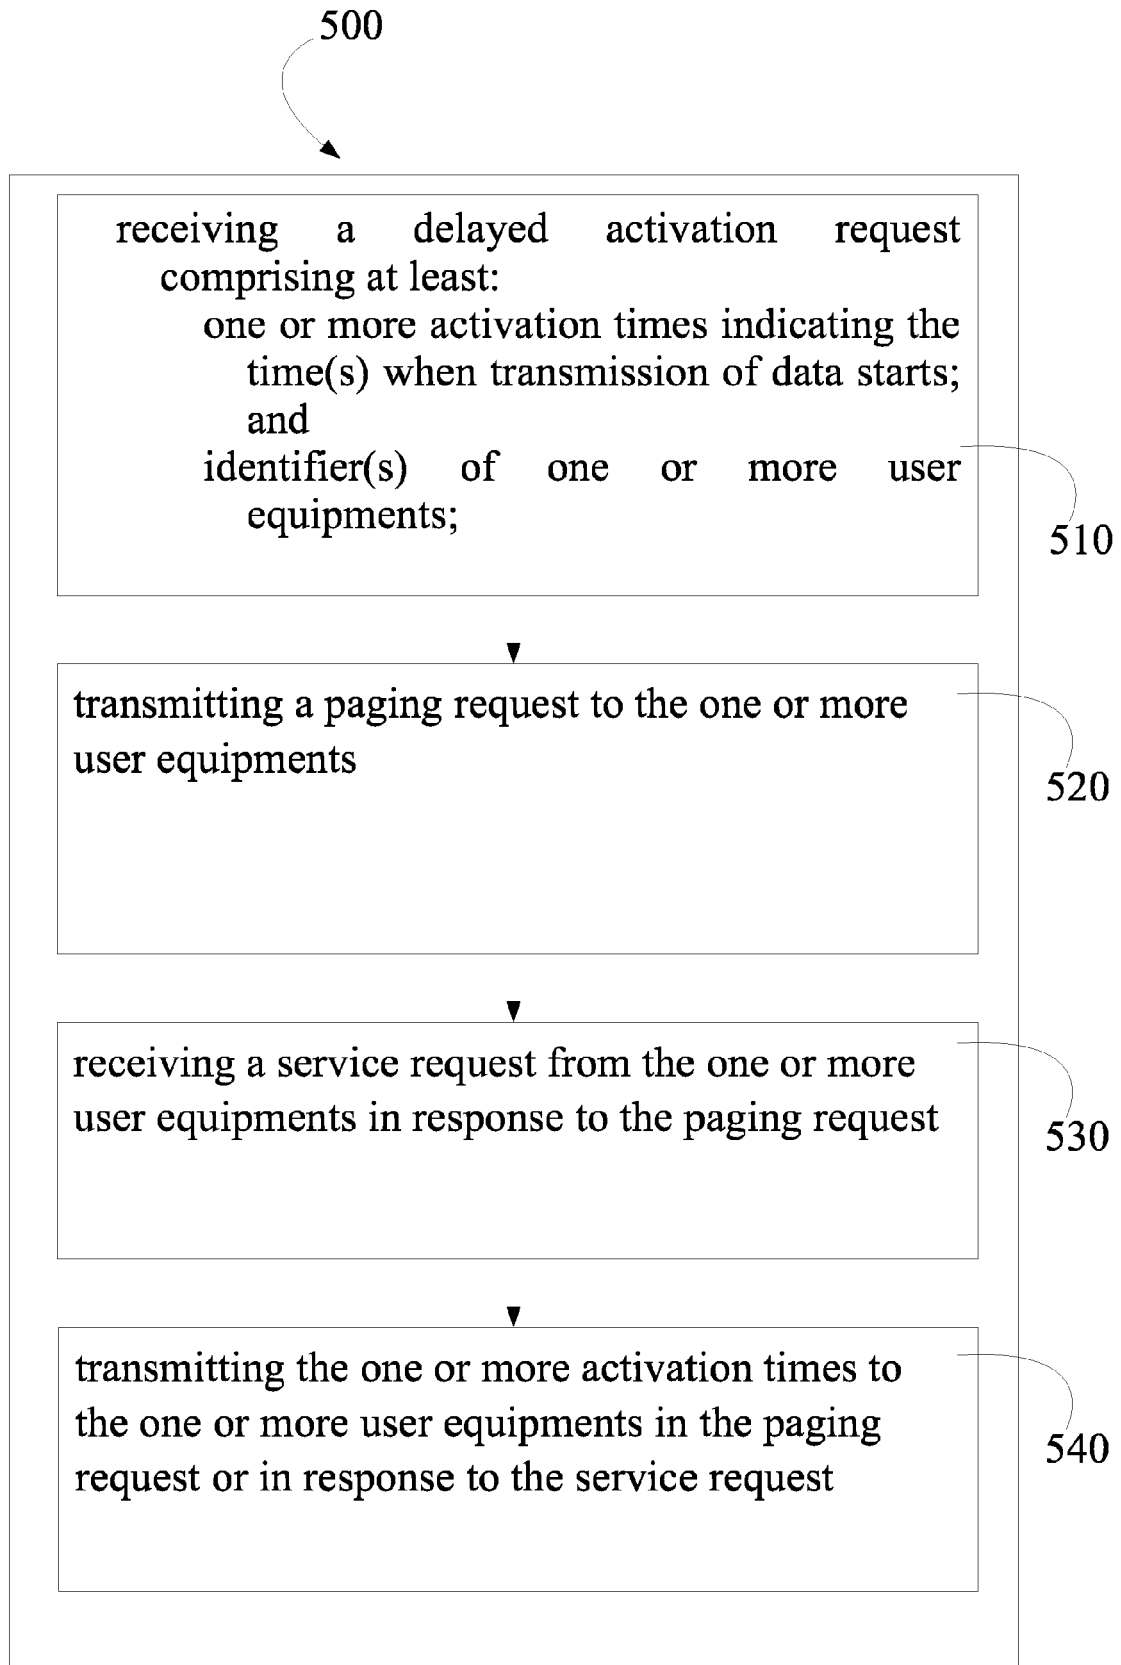 500
receiving a delayed activation request
comprising at least:
one or more activation times indicating the
time(s) when transmission of data starts;
and
identifier(s) of one or more user
equipments;
510
transmitting a paging request to the one or more
user equipments
520
receiving a service request from the one or more
user equipments in response to the paging request
530
transmitting the one or more activation times to
the one or more user equipments in the paging
request or in response to the service request
540